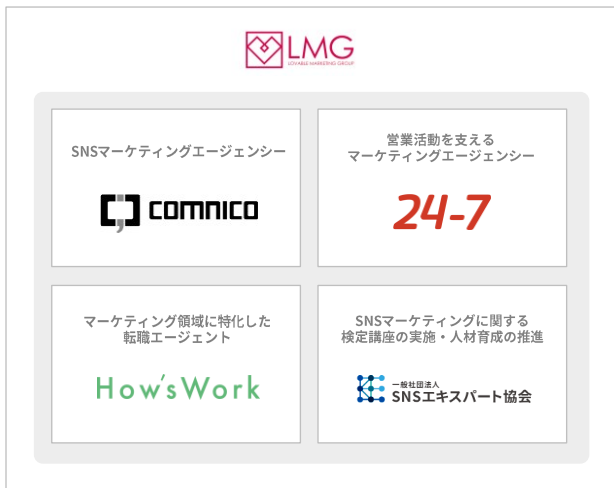 LMG
LOVABLE MARKETING GROUP
SNSマーケティングエージェンシー
comnico
営業活動を支える
マーケティングエージェンシー
24-7
マーケティング領域に特化した
転職エージェント
How'sWork
SNSマーケティングに関する
検定講座の実施・人材育成の推進
一般社団法人
SNSエキスパート協会